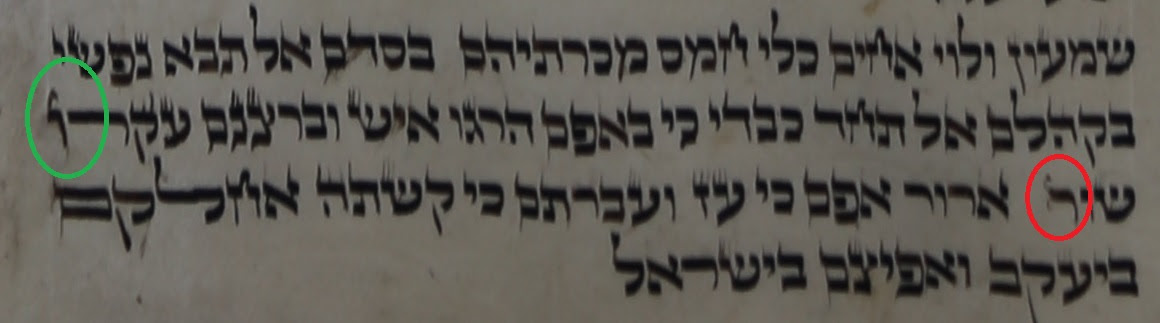 שמעון ולוי אחים כלי חמס מכרתיהם בסדם אל תבא נפשי
בקהלם אל תחד כבדי כי באפם הרגו איש וברצנם עקרו
שור ארור אפם כי עז ועברתם כי קשתה אחלקם
ביעקב ואפיצם בישראל